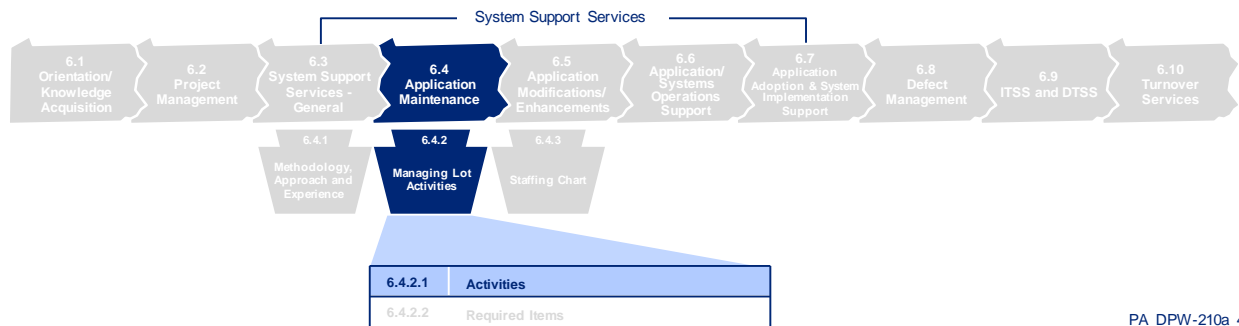 System Support Services
6.1
Orientation/
Knowledge
Acquisition
6.2
Project
Management
6.3
System Support
Services -
General
6.4
Application
Maintenance
6.5
Application
Modifications/
Enhancements
6.6
Application/
Systems
Operations
Support
6.7
Application
Adoption & System
Implementation
Support
6.8
Defect
Management
6.9
ITSS and DTSS
6.10
Turnover
Services
6.4.1
Methodology,
Approach and
Experience
6.4.2
Managing Lot
Activities
6.4.3
Staffing Chart
6.4.2.1 Activities
6.4.2.2 Required Items
PA DPW-210a